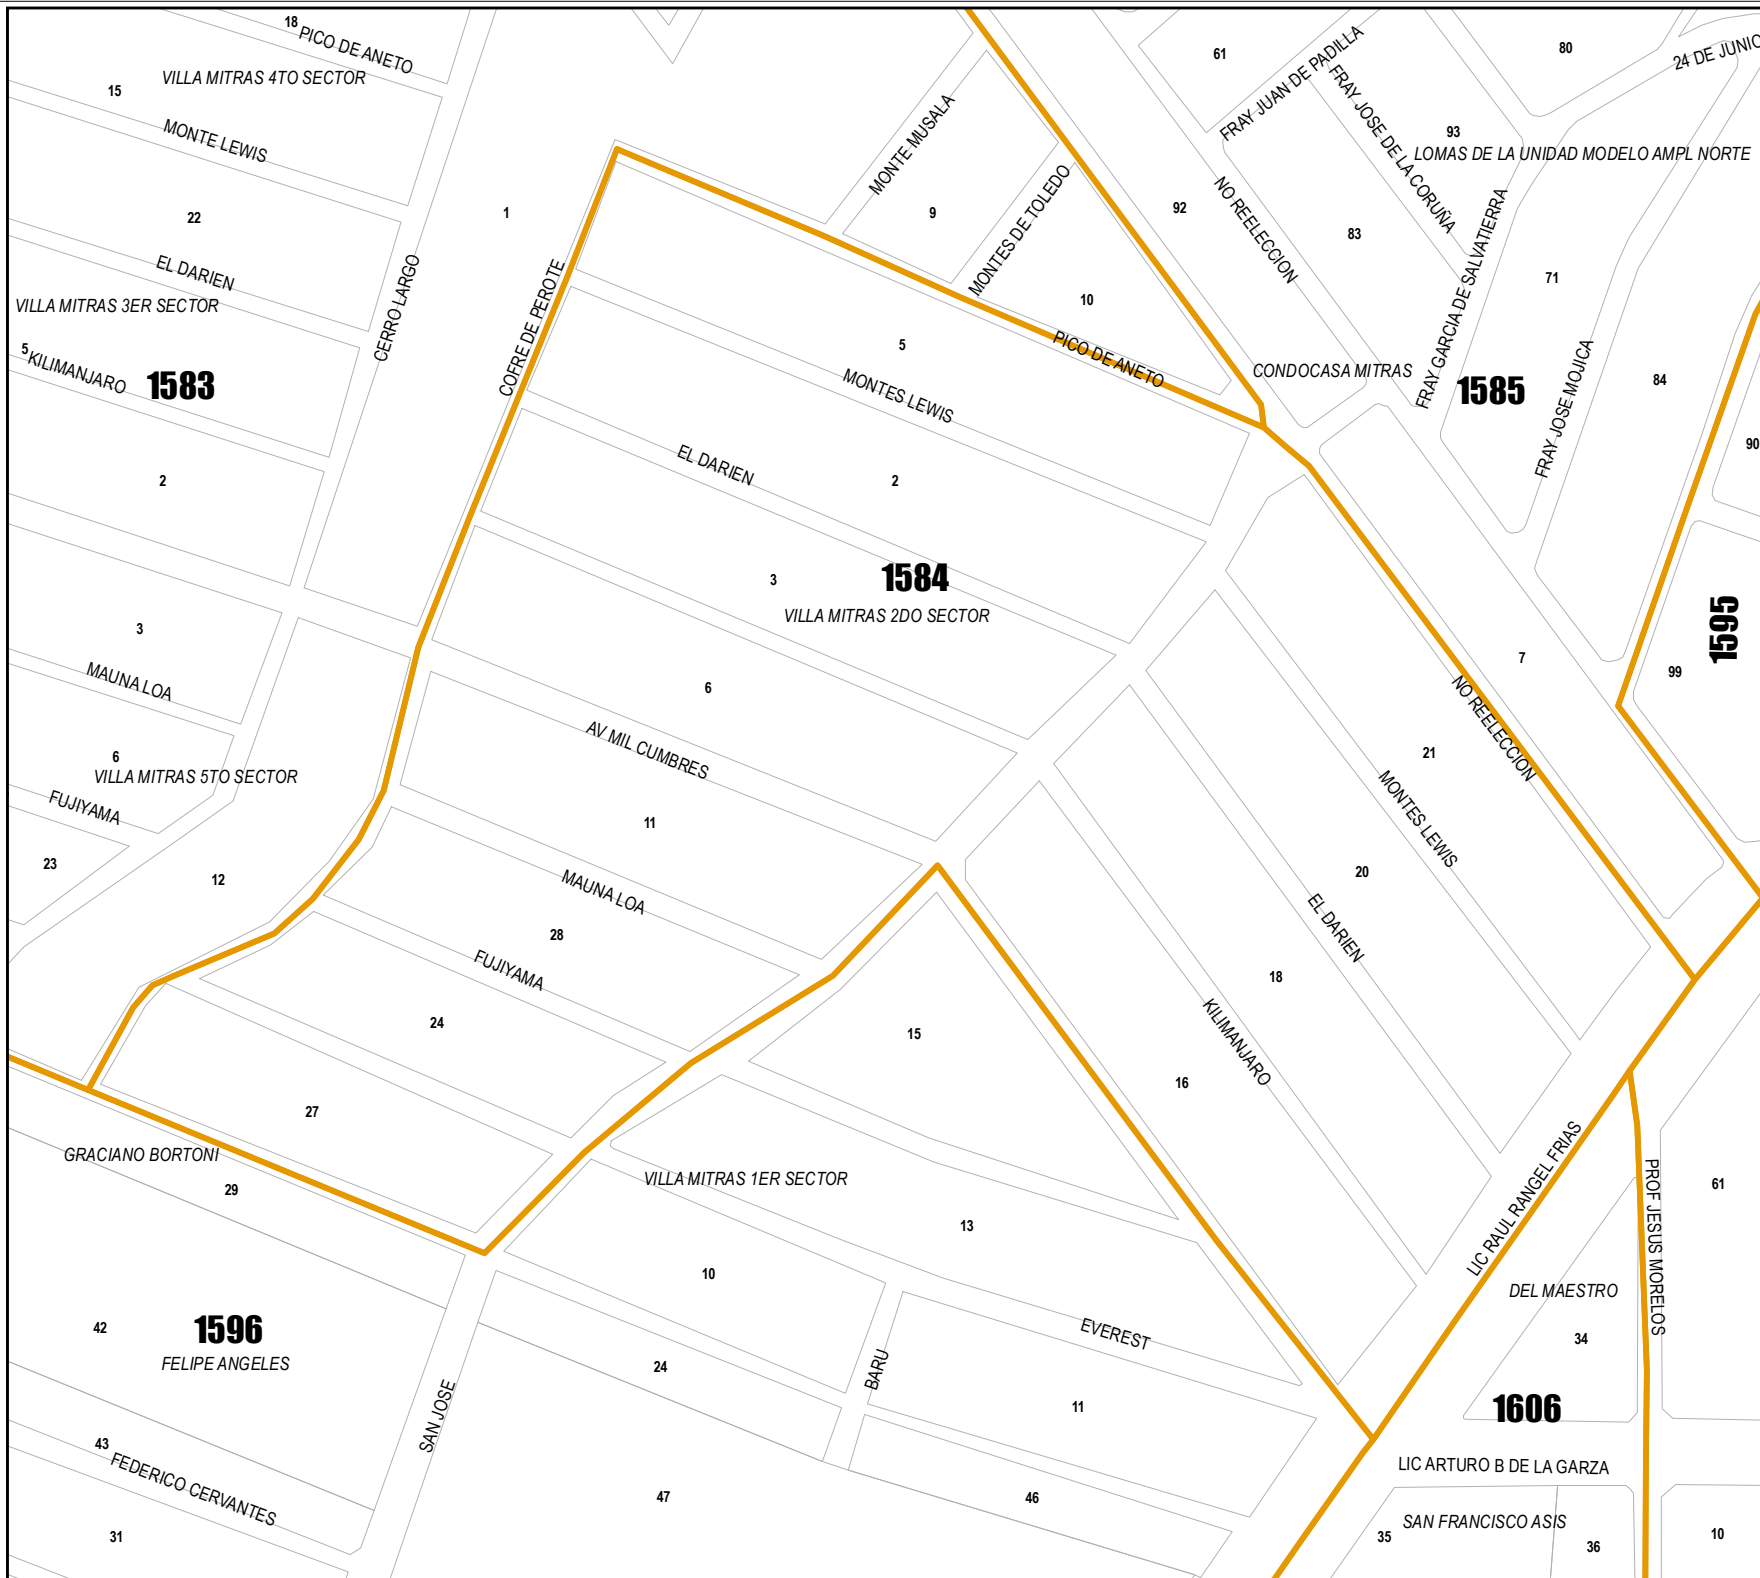 18
PICO DE ANETO
VILLA MITRAS 4TO SECTOR
15
MONTE LEWIS
22
EL DARIEN
VILLA MITRAS 3ER SECTOR
5
KILIMANJARO
1583
CERRO LARGO
1
COFRE DE PEROTE
2
3
MAUNA LOA
6
VILLA MITRAS 5TO SECTOR
FUJIYAMA
23
12
MONTE MUSALA
9
MONTES DE TOLEDO
10
PICO DE ANETO
5
MONTES LEWIS
EL DARIEN
2
3
1584
VILLA MITRAS 2DO SECTOR
6
AV MIL CUMBRES
11
MAUNA LOA
28
FUJIYAMA
24
27
61
FRAY JUAN DE PADILLA
80
24 DE JUNIO
FRAY JOSE DE LA CORUÑA
93
LOMAS DE LA UNIDAD MODELO AMPL NORTE
92
NO REELECCION
83
FRAY GARCIA DE SALVATIERRA
71
CONDOCASA MITRAS
1585
FRAY JOSE MOJICA
84
90
1595
99
7
NO REELECCION
21
MONTES LEWIS
20
EL DARIEN
18
KILIMANJARO
16
15
GRACIANO BORTONI
29
VILLA MITRAS 1ER SECTOR
13
10
EVEREST
BARU
24
11
46
47
42
1596
FELIPE ANGELES
SAN JOSE
43
FEDERICO CERVANTES
31
LIC RAUL RANGEL FRIAS
PROF JESUS MORELOS
61
DEL MAESTRO
34
1606
LIC ARTURO B DE LA GARZA
SAN FRANCISCO ASIS
35
36
10